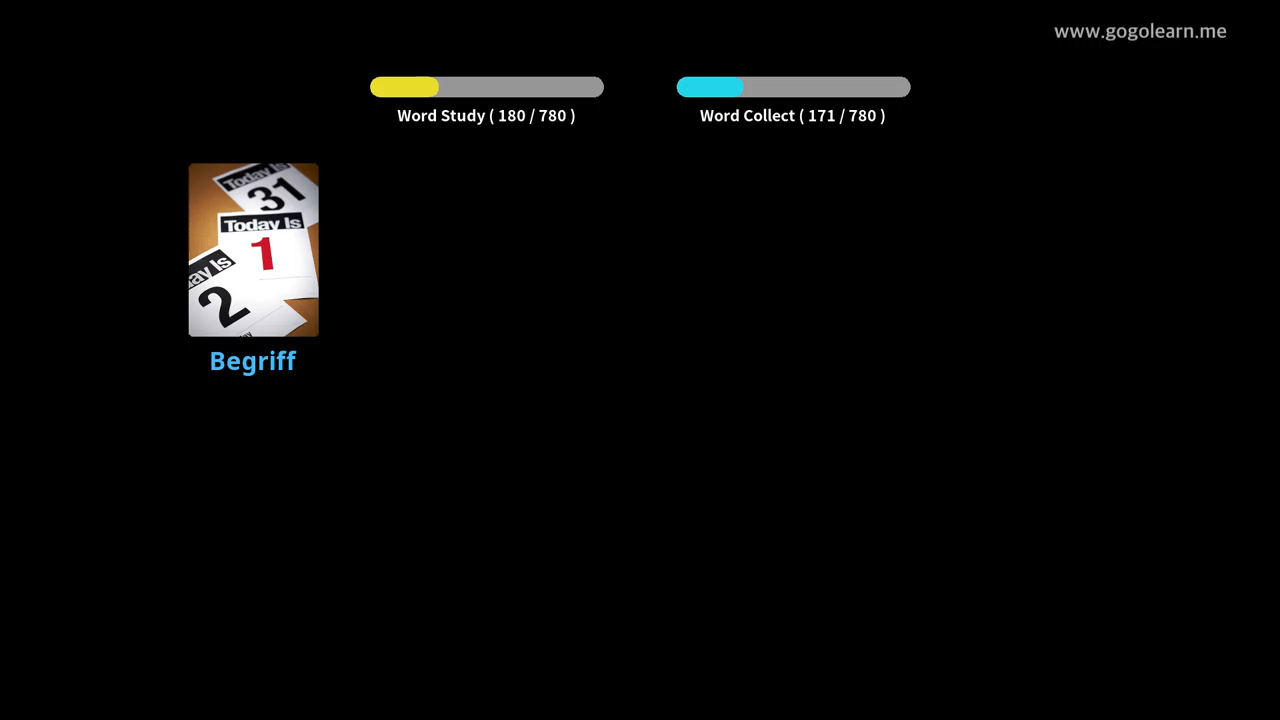 www.gogolearn.me
Word Study ( 180 / 780 )
Word Collect ( 171 / 780 )
Today Is
31
Today Is
1
ay Is
2
Begriff